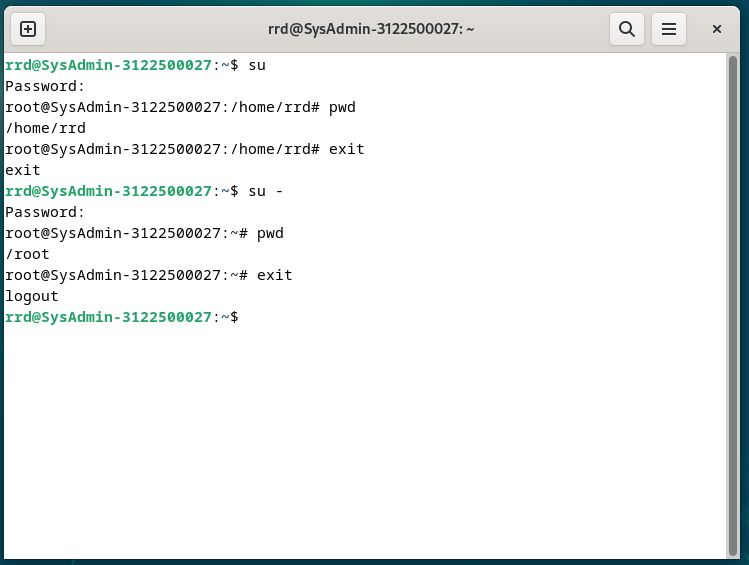 rrd@SysAdmin-3122500027: ~
rrd@SysAdmin-3122500027:~$ su
Password:
root@SysAdmin-3122500027:/home/rrd# pwd
/home/rrd
root@SysAdmin-3122500027:/home/rrd# exit
exit
rrd@SysAdmin-3122500027:~$ su -
Password:
root@SysAdmin-3122500027:~# pwd
/root
root@SysAdmin-3122500027:~# exit
logout
rrd@SysAdmin-3122500027:~$